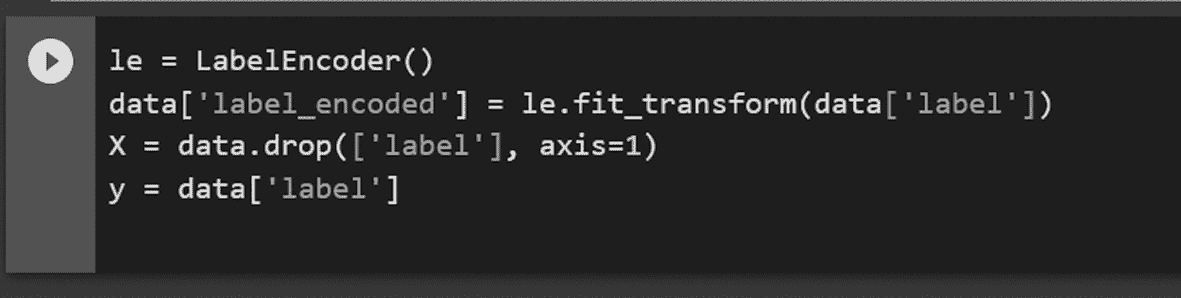 le = LabelEncoder()
data['label_encoded'] = le.fit_transform(data['label'])
X = data.drop(['label'], axis=1)
y = data['label']